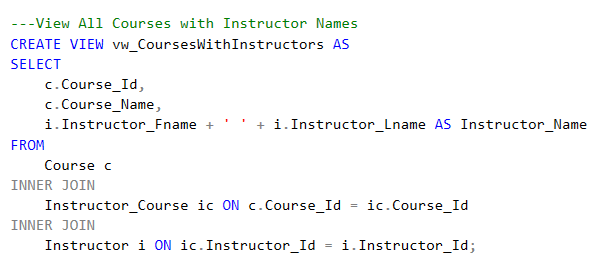 ---View All Courses with Instructor Names
CREATE VIEW vw_CoursesWithInstructors AS
SELECT
    c.Course_Id,
    c.Course_Name,
    i.Instructor_Fname + ' ' + i.Instructor_Lname AS Instructor_Name
FROM
    Course c
INNER JOIN
    Instructor_Course ic ON c.Course_Id = ic.Course_Id
INNER JOIN
    Instructor i ON ic.Instructor_Id = i.Instructor_Id;